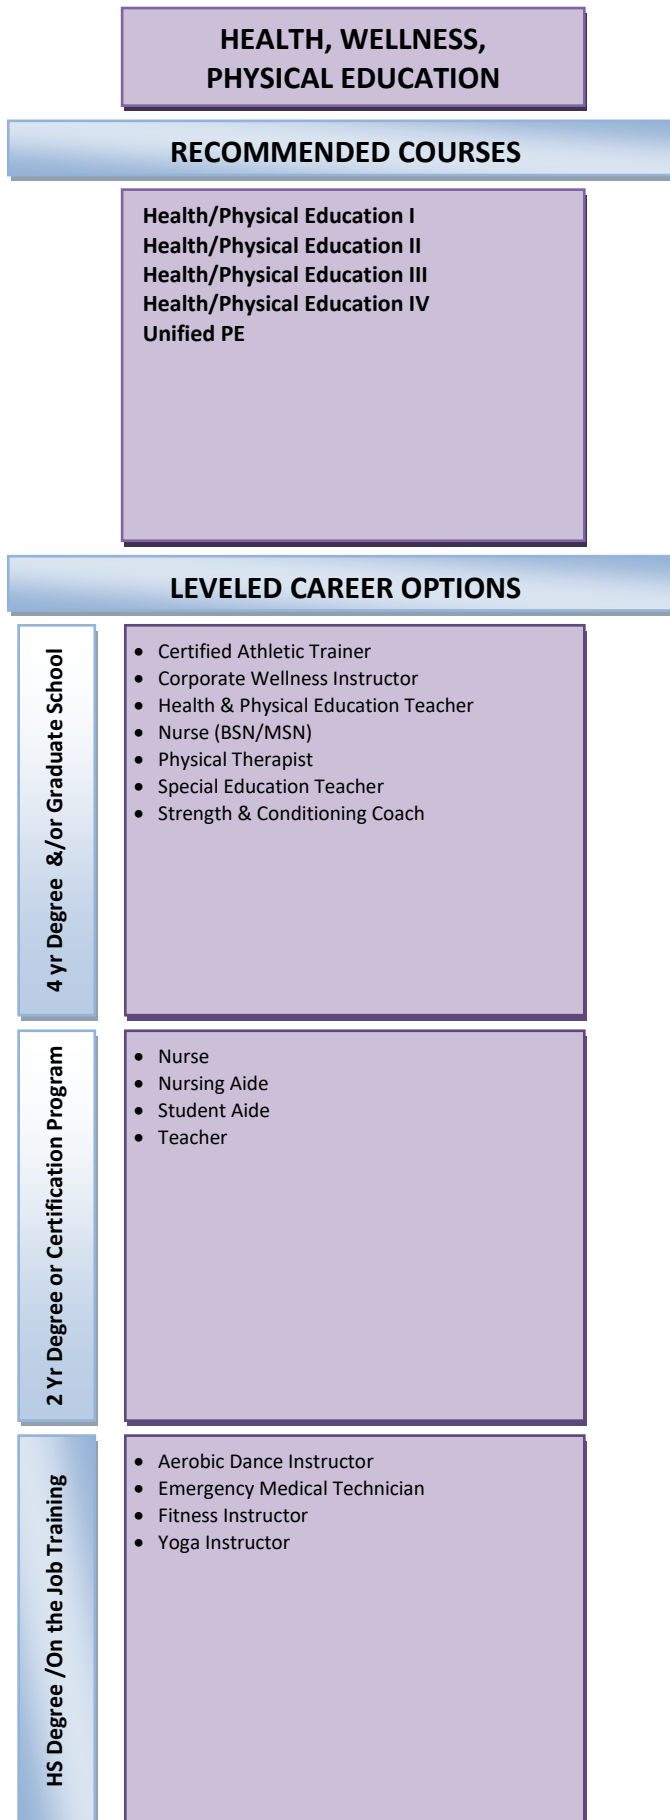 HEALTH, WELLNESS,
PHYSICAL EDUCATION
RECOMMENDED COURSES
Health/Physical Education I
Health/Physical Education II
Health/Physical Education III
Health/Physical Education IV
Unified PE
LEVELED CAREER OPTIONS
4 yr Degree &/or Graduate School
• Certified Athletic Trainer
• Corporate Wellness Instructor
• Health & Physical Education Teacher
• Nurse (BSN/MSN)
• Physical Therapist
• Special Education Teacher
• Strength & Conditioning Coach
2 Yr Degree or Certification Program
• Nurse
• Nursing Aide
• Student Aide
• Teacher
HS Degree /On the Job Training
• Aerobic Dance Instructor
• Emergency Medical Technician
• Fitness Instructor
• Yoga Instructor